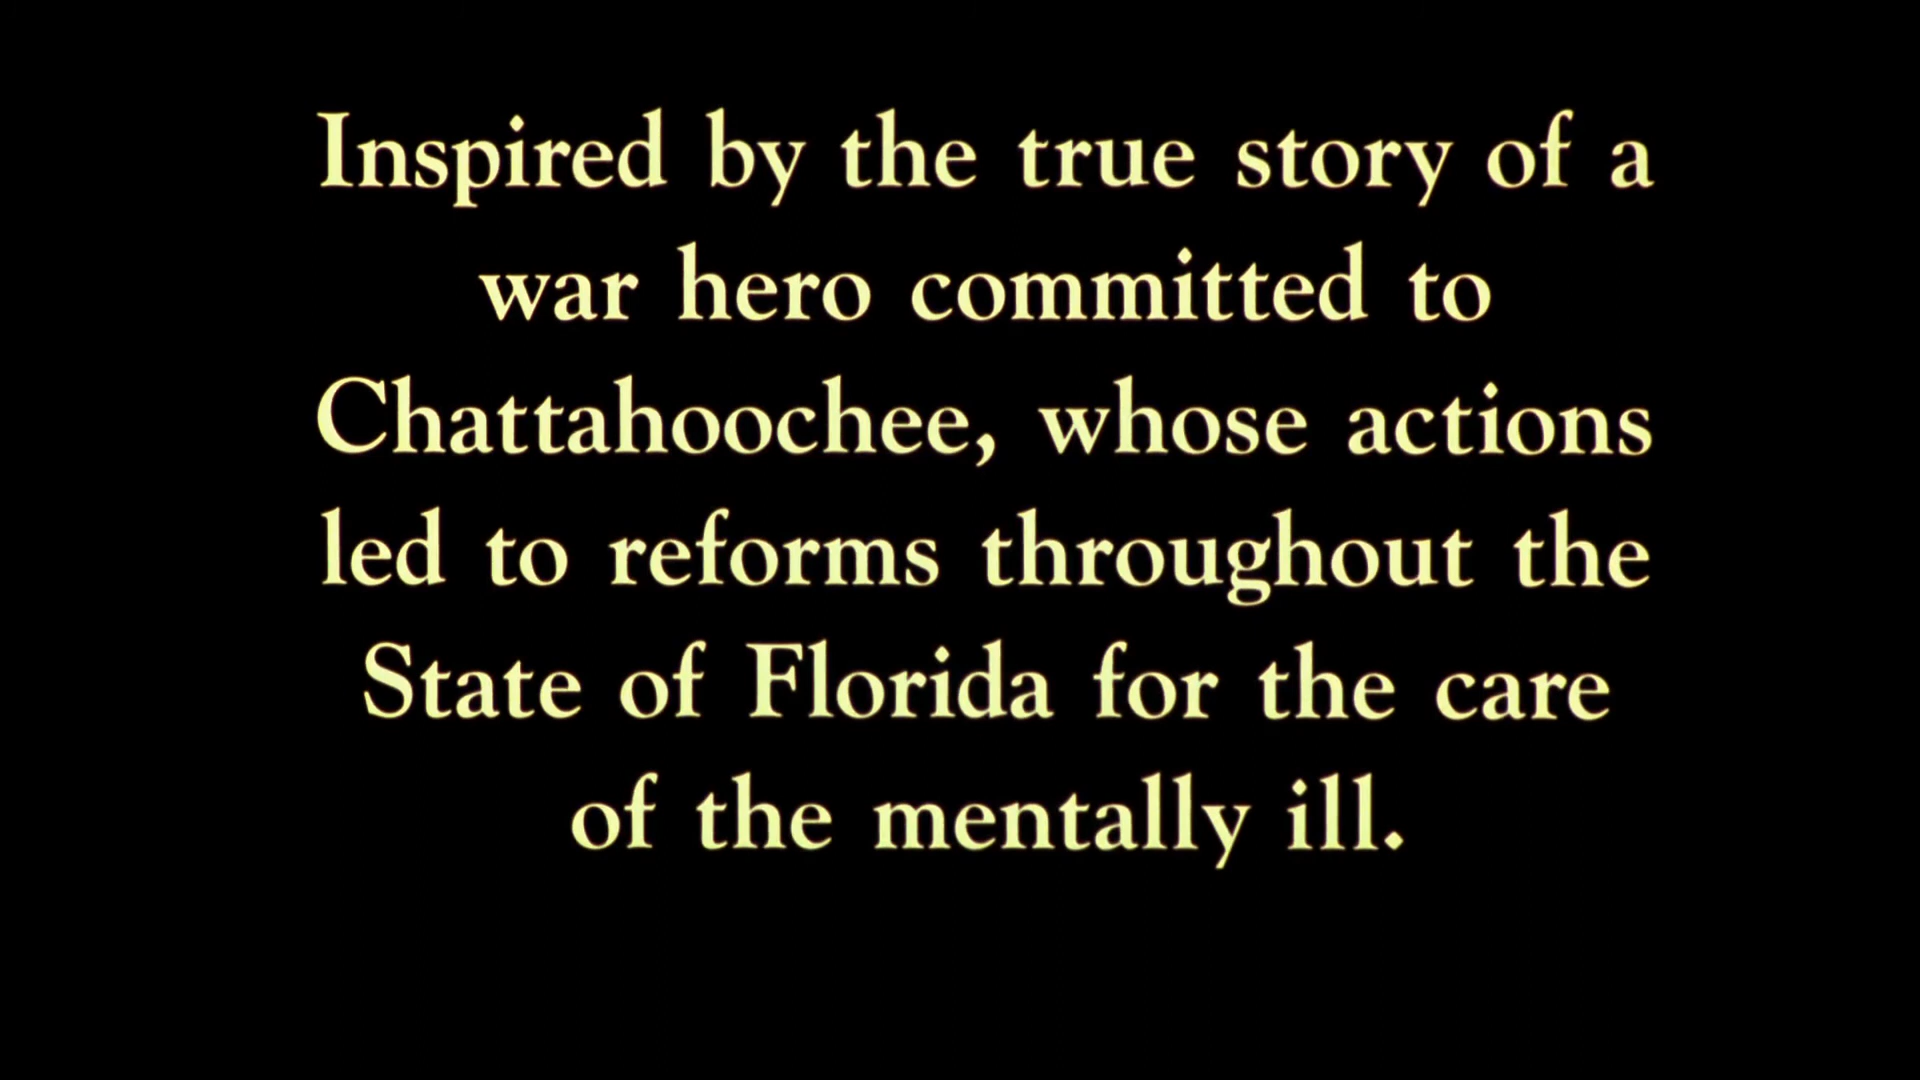 Inspired by the true story of a
war hero committed to
Chattahoochee, whose actions
led to reforms throughout the
State of Florida for the care
of the mentally ill.